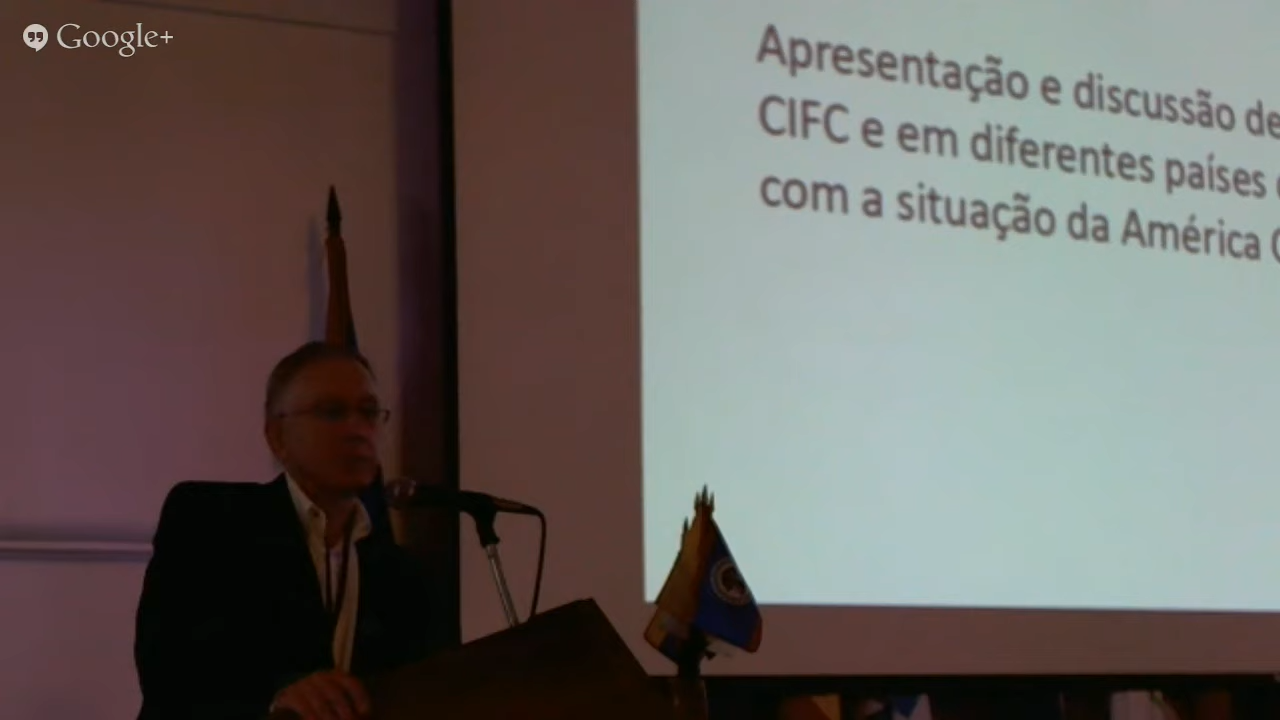 Google+
Apresentação e discussão de
CIFC e em diferentes países
com a situação da América